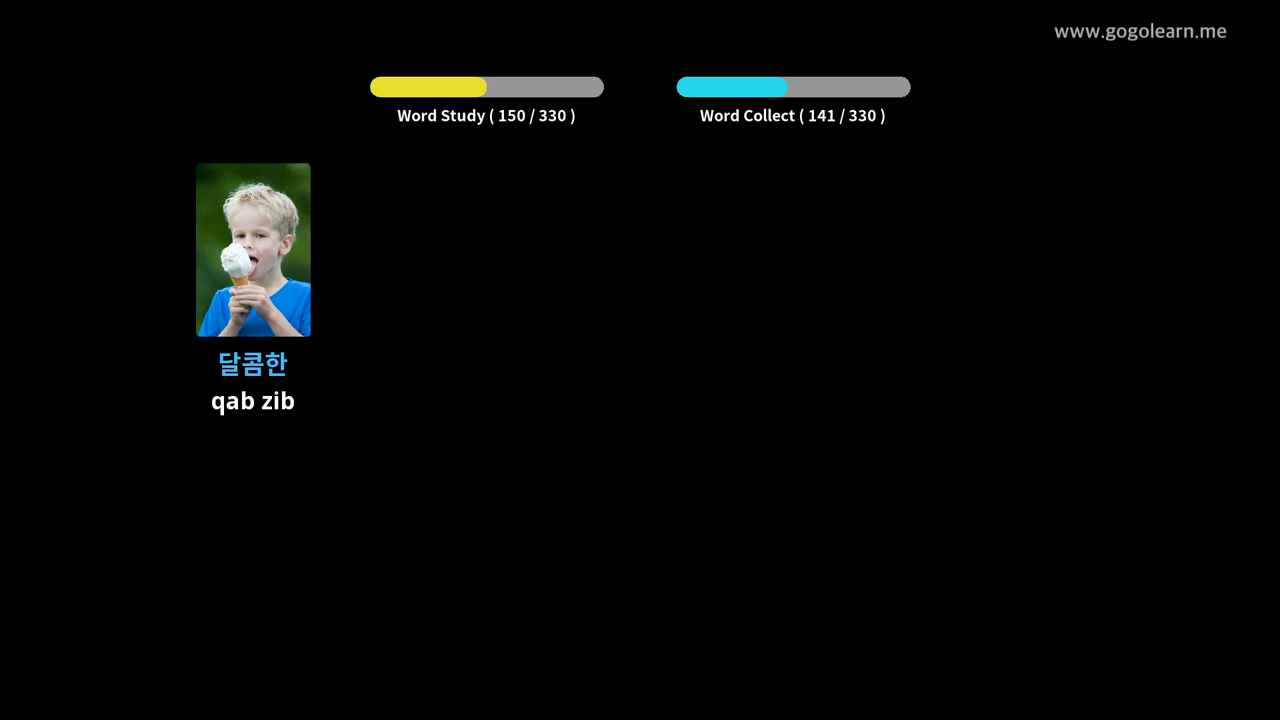 www.gogolearn.me
Word Study ( 150 / 330 )
Word Collect ( 141 / 330 )
달콤한
qab zib